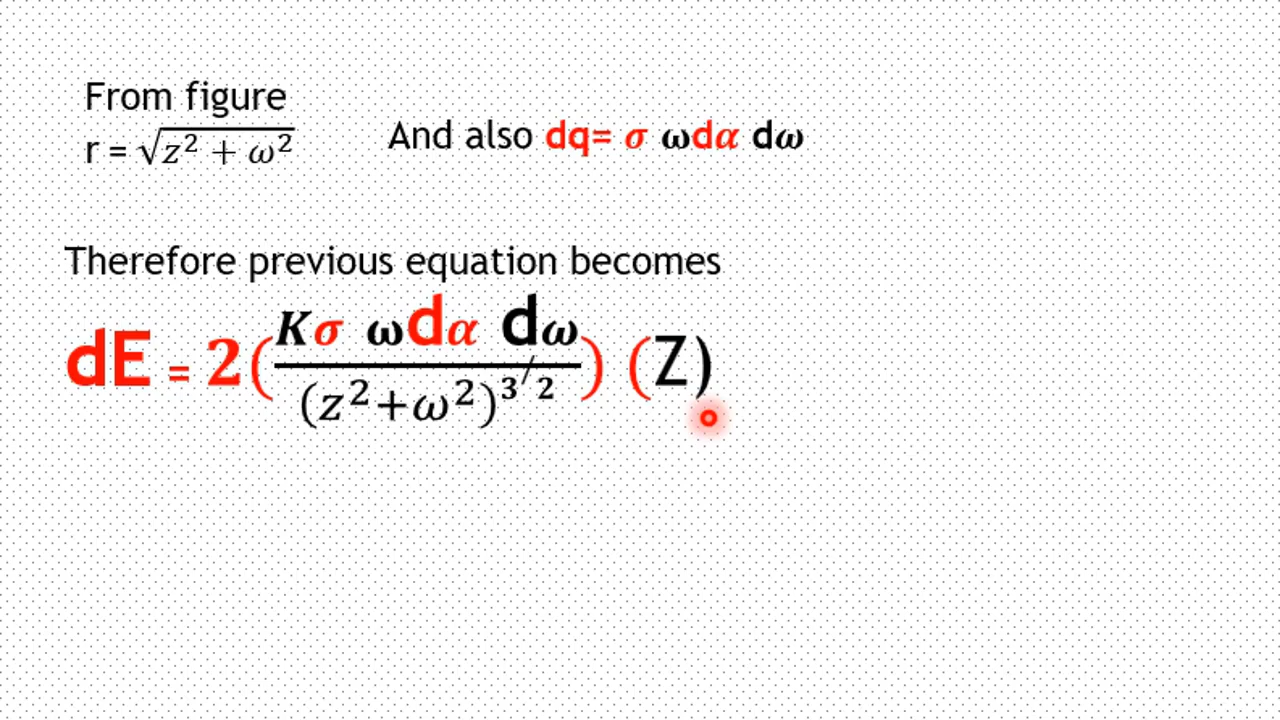 From figure
r = √z² + ω² And also dq= σ ωdα dω
Therefore previous equation becomes
dE = 2(Kσ ωdα dω / (z²+ω²)^3/2) (Z)